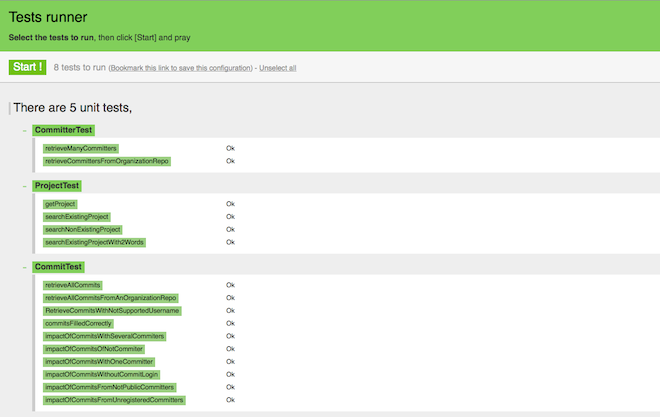 Tests runner
Select the tests to run, then click [Start] and pray
Start ! 8 tests to run (Bookmark this link to save this configuration) - Unselect all
There are 5 unit tests,
CommitterTest
retrieveManyCommitters Ok
retrieveCommittersFromOrganizationRepo Ok
ProjectTest
getProject Ok
searchExistingProject Ok
searchNonExistingProject Ok
searchExistingProjectWith2Words Ok
CommitTest
retrieveAllCommits Ok
retrieveAllCommitsFromAnOrganizationRepo Ok
RetrieveCommitsWithNotSupportedUsername Ok
commitsFilledCorrectly Ok
impactOfCommitsWithSeveralCommiters Ok
impactOfCommitsOfNotCommiter Ok
impactOfCommitsWithOneCommitter Ok
impactOfCommitsWithoutCommitLogin Ok
impactOfCommitsFromNotPublicCommitters Ok
impactOfCommitsFromUnregisteredCommitters Ok